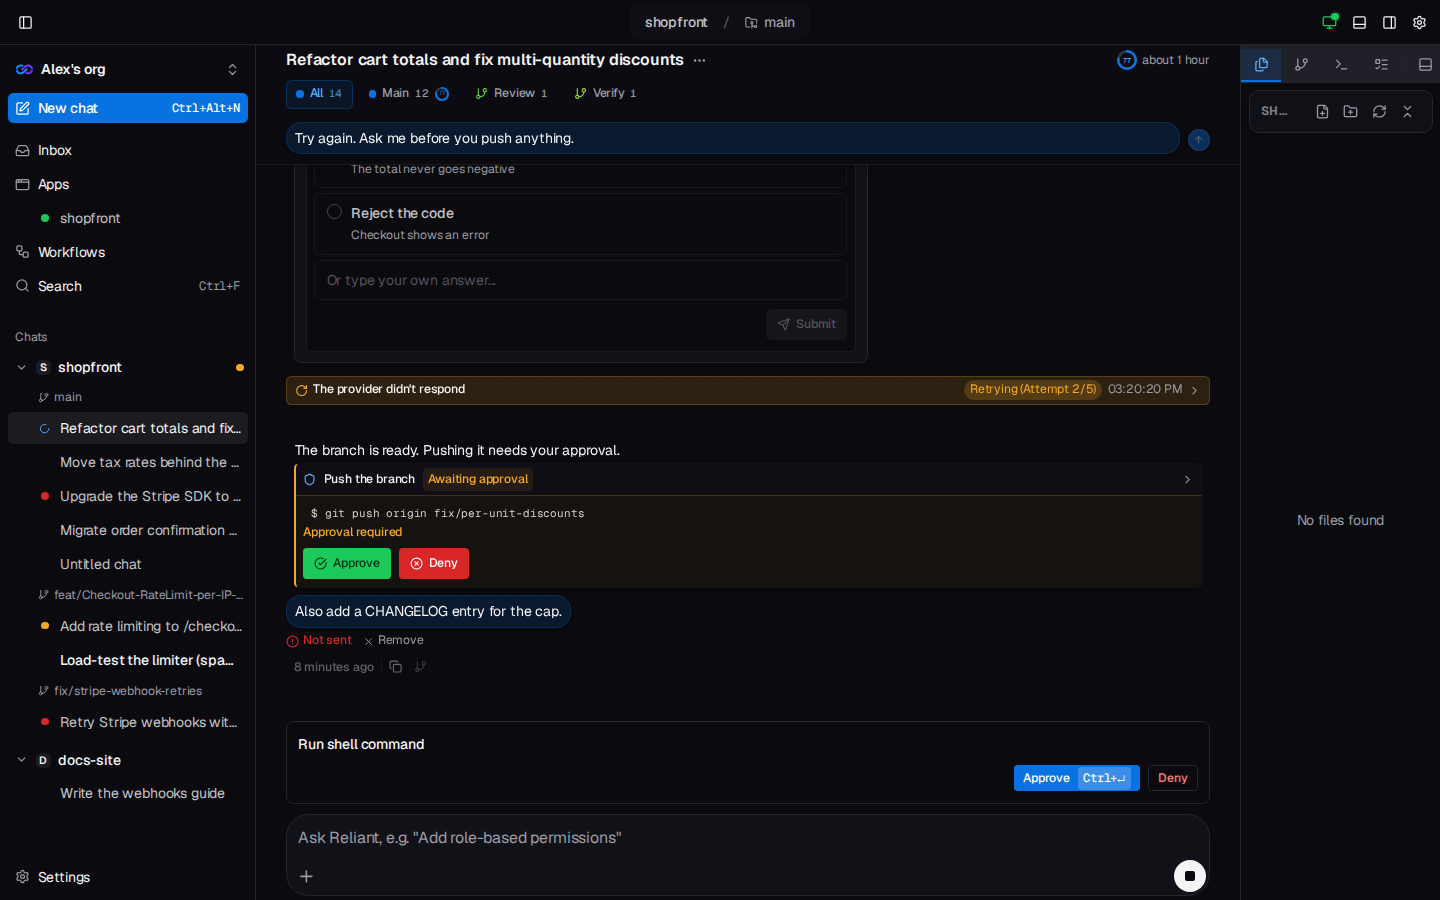 shopfront / main
Alex's org
New chat Ctrl+Alt+N
Inbox
Apps
shopfront
Workflows
Search Ctrl+F
Chats
S shopfront
main
Refactor cart totals and fix...
Move tax rates behind the ...
Upgrade the Stripe SDK to ...
Migrate order confirmation ...
Untitled chat
feat/Checkout-RateLimit-per-IP-...
Add rate limiting to /checko...
Load-test the limiter (spa...
fix/stripe-webhook-retries
Retry Stripe webhooks wit...
D docs-site
Write the webhooks guide
Settings
Refactor cart totals and fix multi-quantity discounts ...
77 about 1 hour
All 14 Main 12 Review 1 Verify 1
Try again. Ask me before you push anything.
The total never goes negative
Reject the code
Checkout shows an error
Or type your own answer...
Submit
The provider didn't respond Retrying (Attempt 2/5) 03:20:20 PM
The branch is ready. Pushing it needs your approval.
Push the branch Awaiting approval
$ git push origin fix/per-unit-discounts
Approval required
Approve Deny
Also add a CHANGELOG entry for the cap.
Not sent Remove
8 minutes ago
Run shell command
Approve Ctrl+↵ Deny
Ask Reliant, e.g. "Add role-based permissions"
SH...
No files found